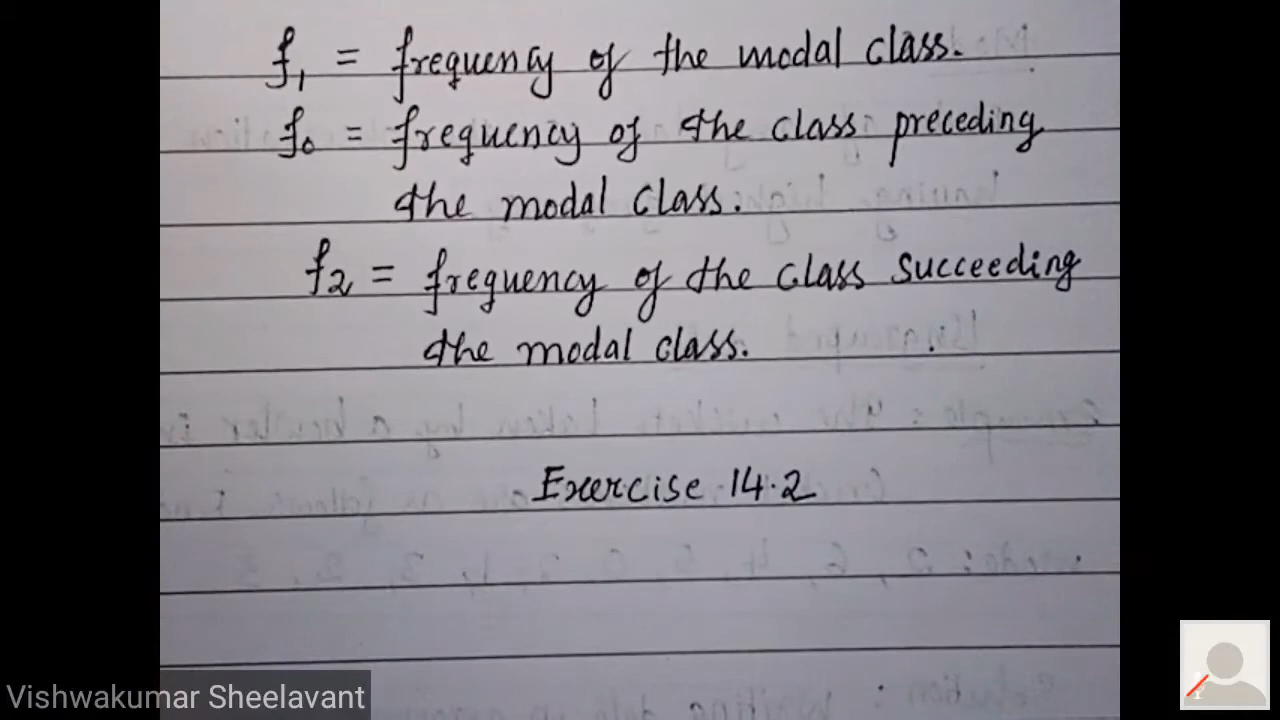 f₁ = frequency of the modal class.
f₀ = frequency of the class preceding
the modal class.
f2 = frequency of the class succeeding
the modal class.
Exercise 14.2
Vishwakumar Sheelavant